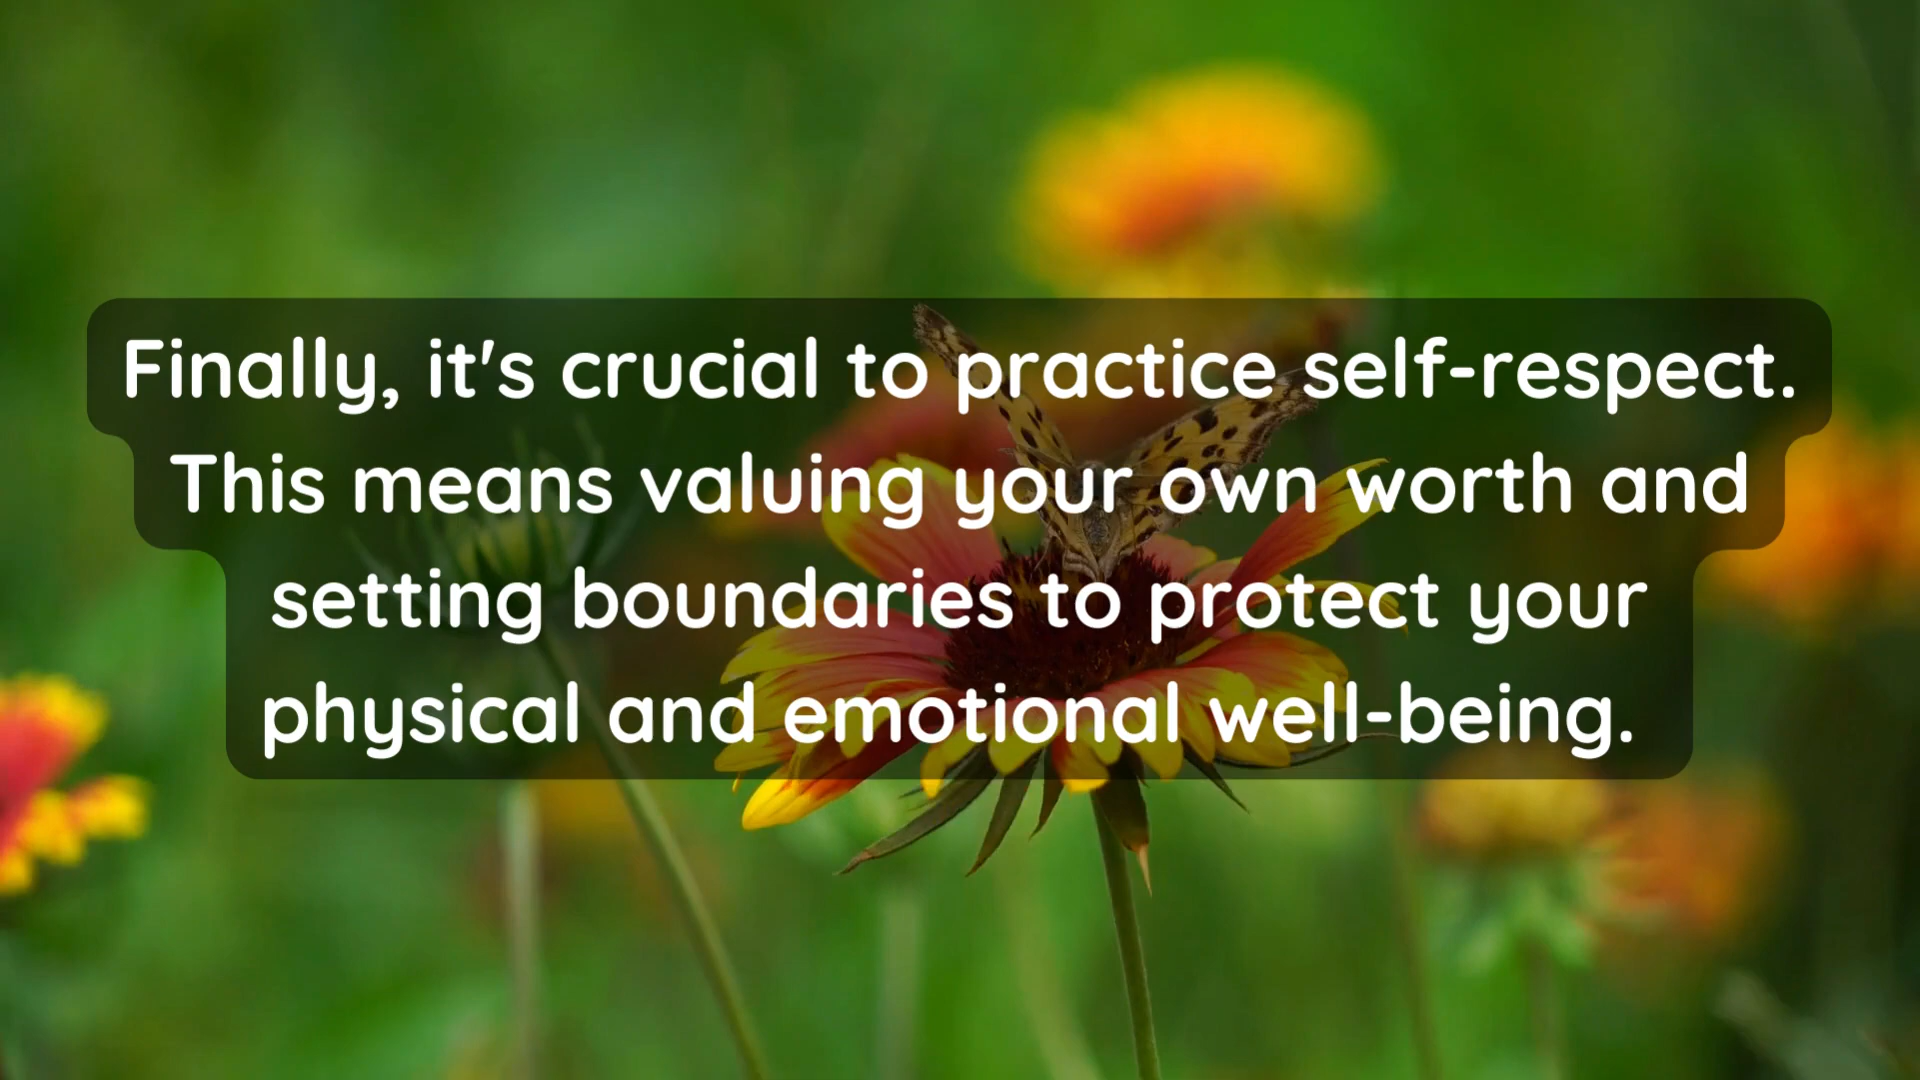 Finally, it's crucial to practice self-respect.
This means valuing your own worth and
setting boundaries to protect your
physical and emotional well-being.